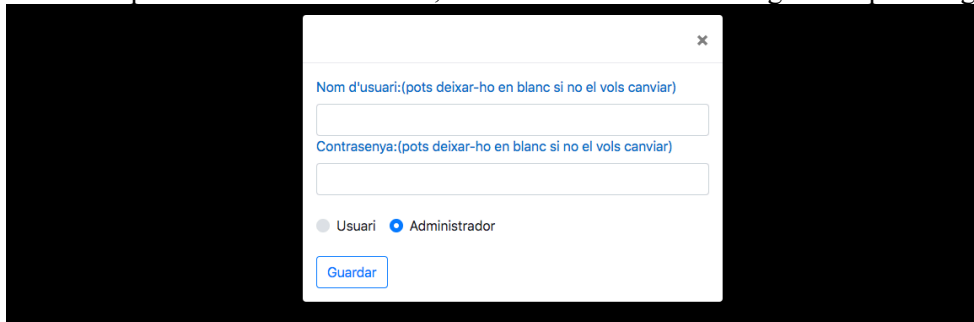 ×
Nom d'usuari:(pots deixar-ho en blanc si no el vols canviar)
Contrasenya:(pots deixar-ho en blanc si no el vols canviar)
Usuari Administrador
Guardar